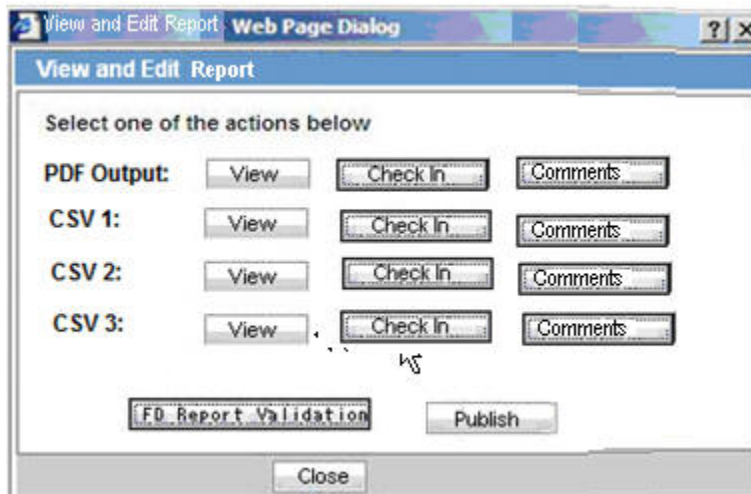 View and Edit Report Web Page Dialog ? X
View and Edit Report
Select one of the actions below
PDF Output: View Check In Comments
CSV 1: View Check In Comments
CSV 2: View Check In Comments
CSV 3: View Check In Comments
FD Report Validation Publish
Close